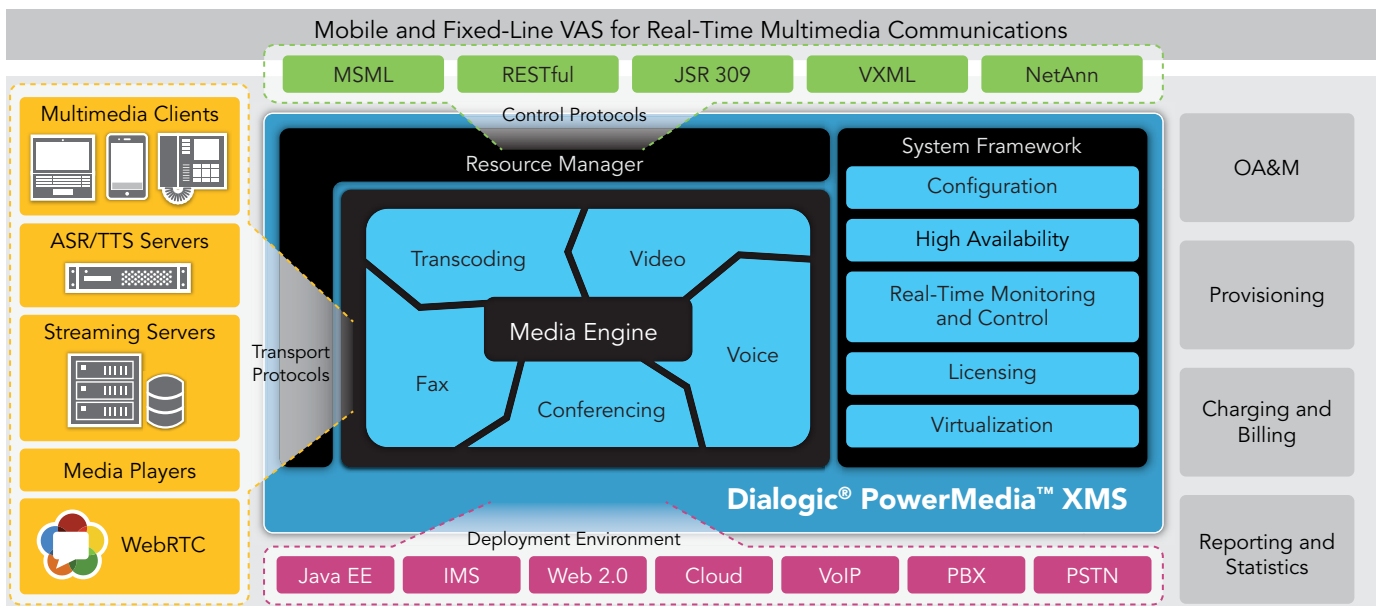 Mobile and Fixed-Line VAS for Real-Time Multimedia Communications
MSML
RESTful
JSR 309
VXML
NetAnn
Control Protocols
Multimedia Clients
ASR/TTS Servers
Streaming Servers
Media Players
WebRTC
Transport
Protocols
Resource Manager
Transcoding
Video
Media Engine
Voice
Fax
Conferencing
System Framework
Configuration
High Availability
Real-Time Monitoring
and Control
Licensing
Virtualization
Dialogic® PowerMedia™ XMS
Deployment Environment
Java EE
IMS
Web 2.0
Cloud
VoIP
PBX
PSTN
OA&M
Provisioning
Charging and
Billing
Reporting and
Statistics